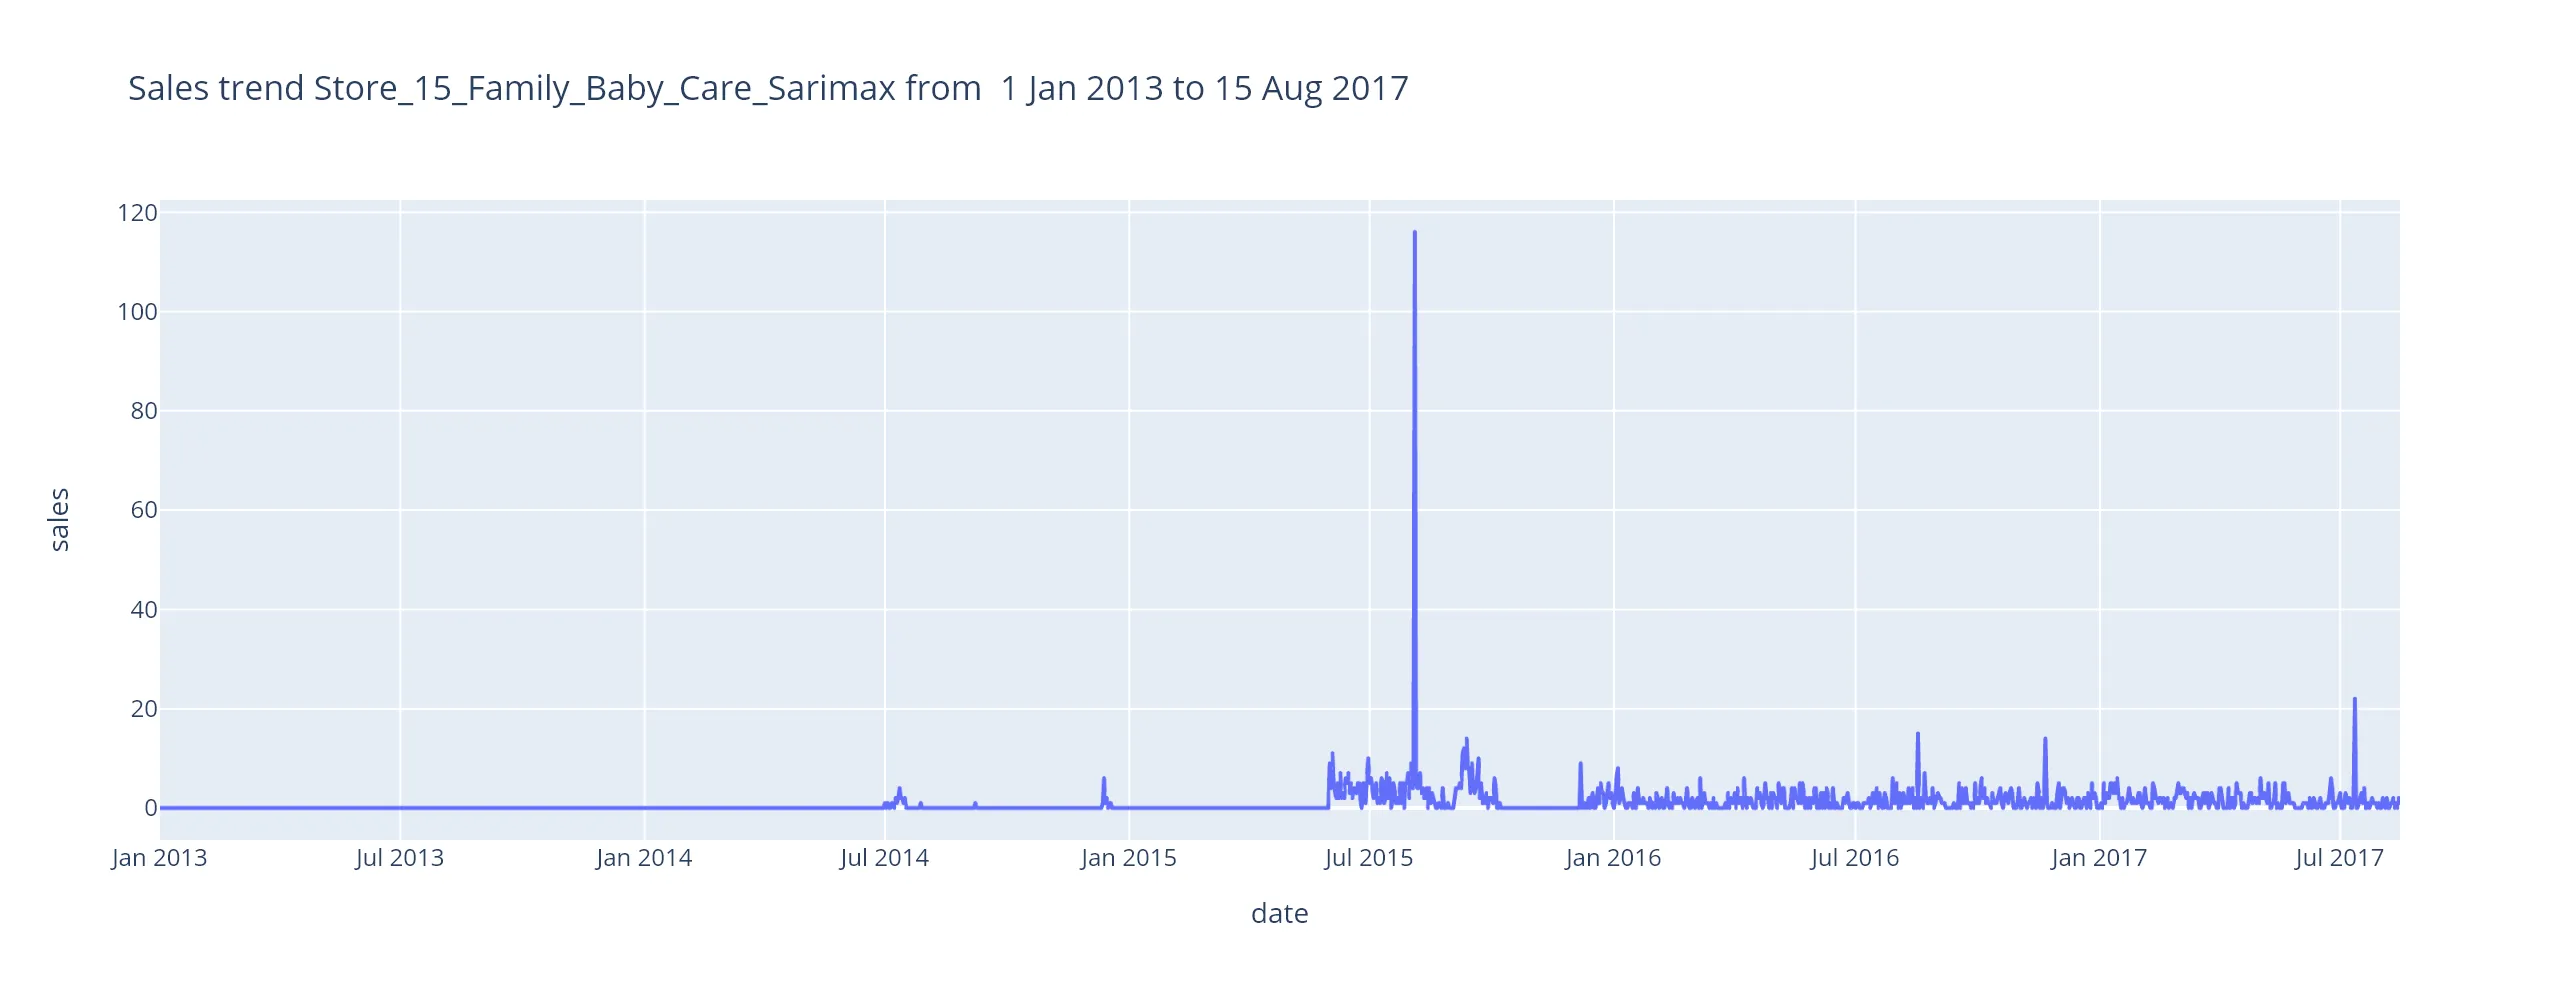 Sales trend Store_15_Family_Baby_Care_Sarimax from  1 Jan 2013 to 15 Aug 2017
120
100
80
60
40
20
0
sales
Jan 2013 Jul 2013 Jan 2014 Jul 2014 Jan 2015 Jul 2015 Jan 2016 Jul 2016 Jan 2017 Jul 2017
date